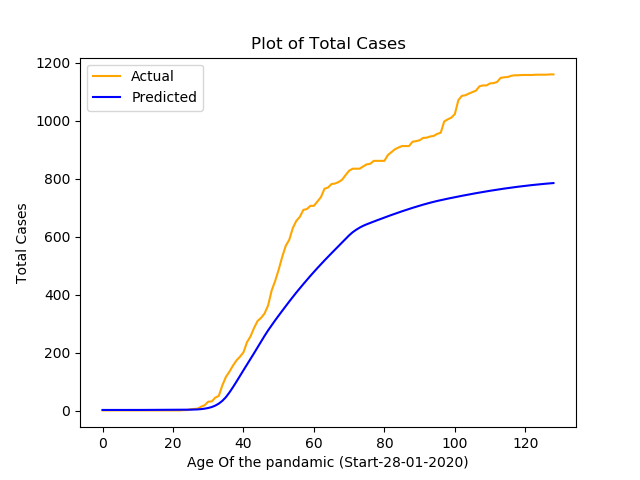 Plot of Total Cases
Actual
Predicted
1200
1000
800
600
400
200
0
Total Cases
0 20 40 60 80 100 120
Age Of the pandamic (Start-28-01-2020)